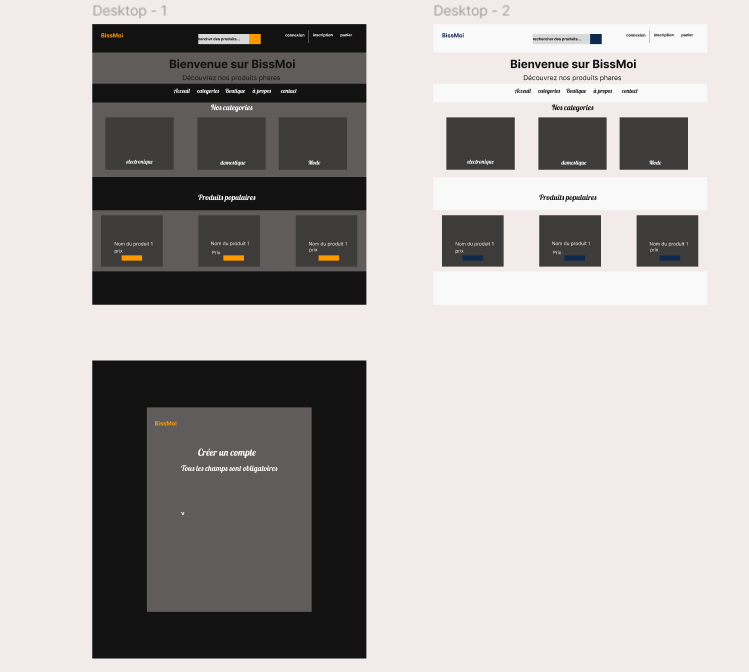 Desktop - 1
BissMoi
rechercher des produits...
connexion
inscription
panier
Bienvenue sur BissMoi
Découvrez nos produits phares
Accueil categories Boutique à propos contact
Nos categories
electronique
domestique
Mode
Produits populaires
Nom du produit 1
prix
Nom du produit 1
Prix
Nom du produit 1
prix
Desktop - 2
BissMoi
rechercher des produits...
connexion
inscription
panier
Bienvenue sur BissMoi
Découvrez nos produits phares
Accueil categories Boutique à propos contact
Nos categories
electronique
domestique
Mode
Produits populaires
Nom du produit 1
prix
Nom du produit 1
Prix
Nom du produit 1
prix
BissMoi
Créer un compte
Tous les champs sont obligatoires
v